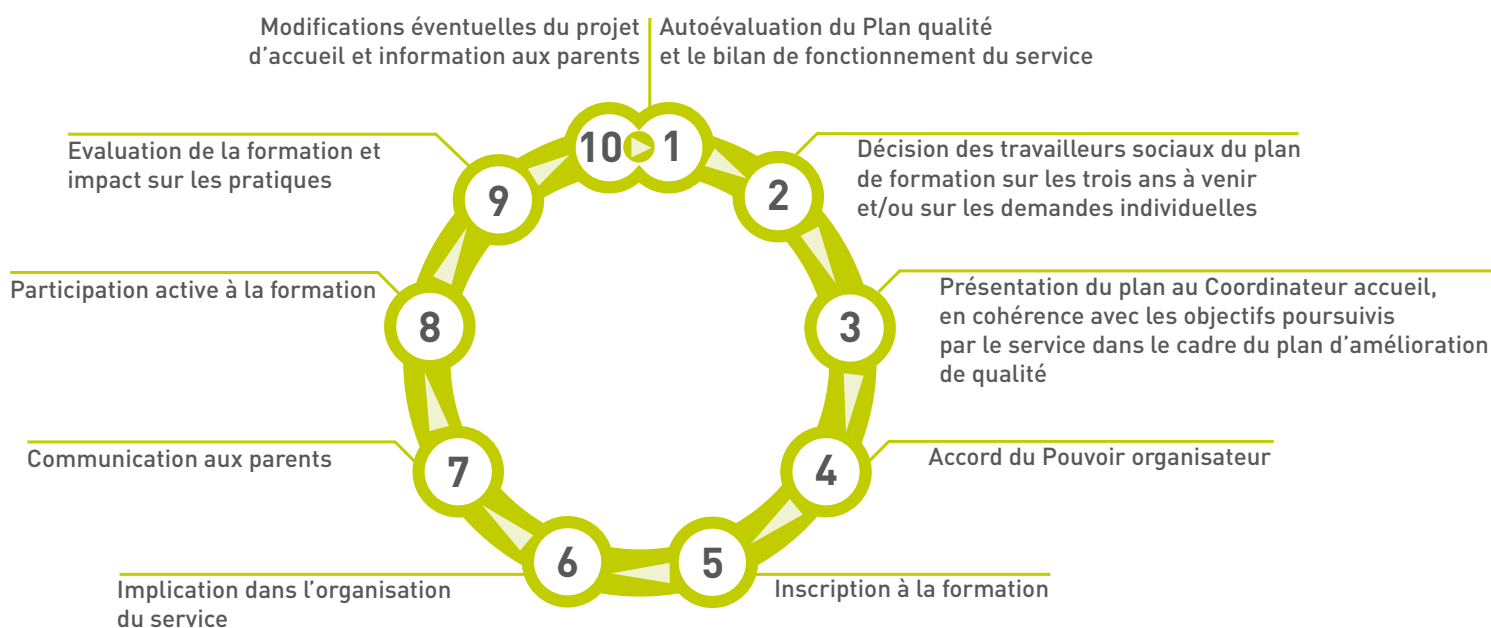 Modifications éventuelles du projet
d'accueil et information aux parents
Autoévaluation du Plan qualité
et le bilan de fonctionnement du service
10
1
Evaluation de la formation et
impact sur les pratiques
9
2
Décision des travailleurs sociaux du plan
de formation sur les trois ans à venir
et/ou sur les demandes individuelles
Participation active à la formation
8
3
Présentation du plan au Coordinateur accueil,
en cohérence avec les objectifs poursuivis
par le service dans le cadre du plan d'amélioration
de qualité
Communication aux parents
7
4
Accord du Pouvoir organisateur
Implication dans l'organisation
du service
6
5
Inscription à la formation